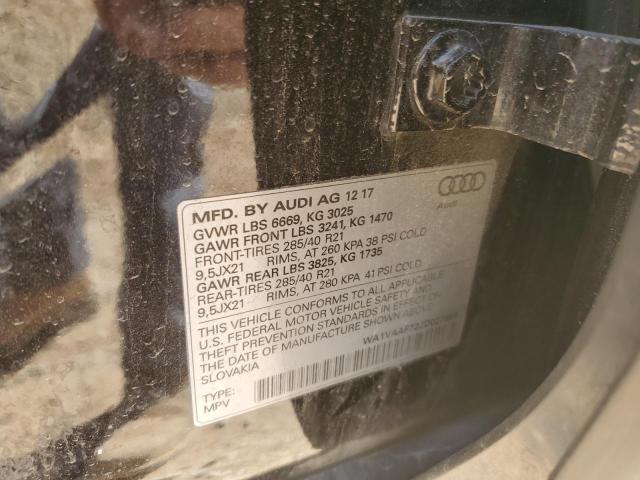 MFD. BY AUDI AG 12 17
GVWR LBS 6669, KG 3025
GAWR FRONT LBS 3241, KG 1470
FRONT-TIRES 285/40 R21
9,5JX21 RIMS, AT 260 KPA 38 PSI COLD
GAWR REAR LBS 3825, KG 1735
REAR-TIRES 285/40 R21
9,5JX21 RIMS, AT 280 KPA 41 PSI COLD.
THIS VEHICLE CONFORMS TO ALL APPLICABLE
U.S. FEDERAL MOTOR VEHICLE SAFETY AND
THEFT PREVENTION STANDARDS IN EFFECT ON
THE DATE OF MANUFACTURE SHOWN ABOVE.
SLOVAKIA
TYPE:
MPV
Audi